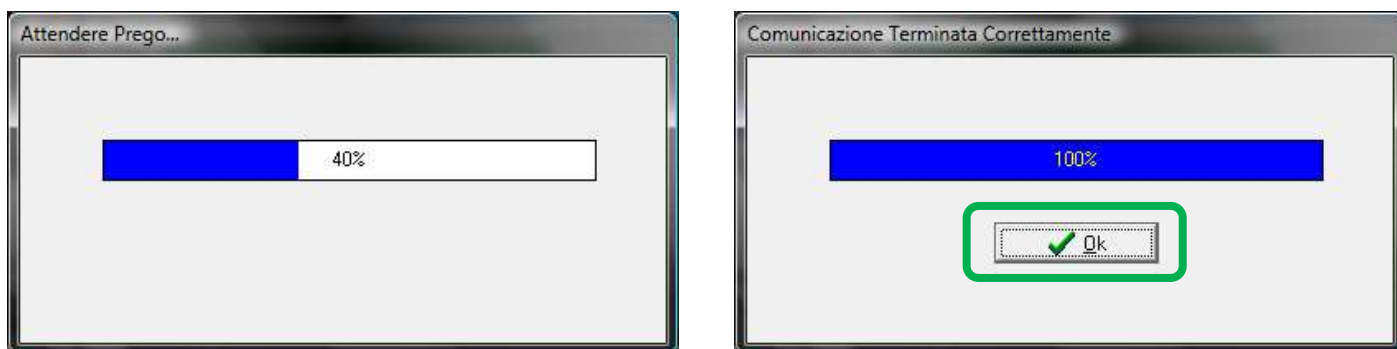 Attendere Prego...
40%
Comunicazione Terminata Correttamente
100%
Ok